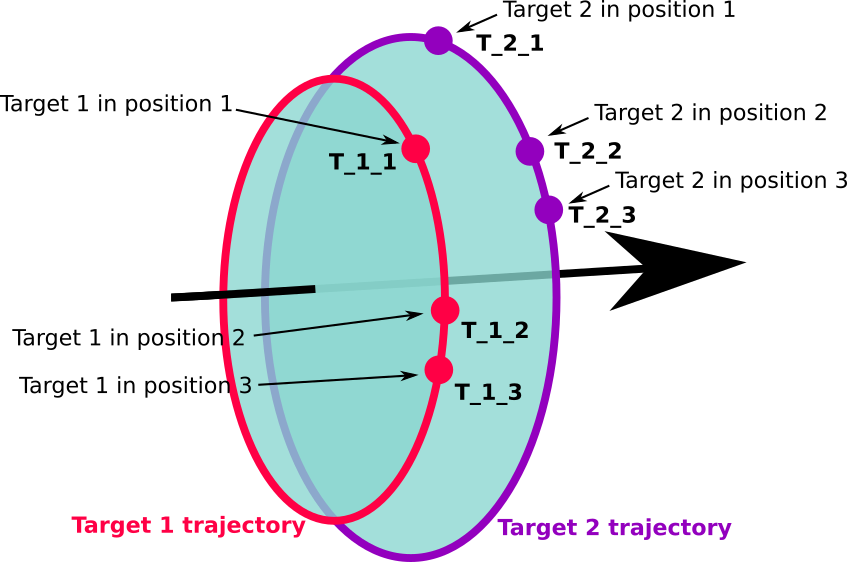 Target 2 in position 1
T_2_1
Target 1 in position 1
T_1_1
Target 2 in position 2
T_2_2
Target 2 in position 3
T_2_3
Target 1 in position 2
T_1_2
Target 1 in position 3
T_1_3
Target 1 trajectory
Target 2 trajectory